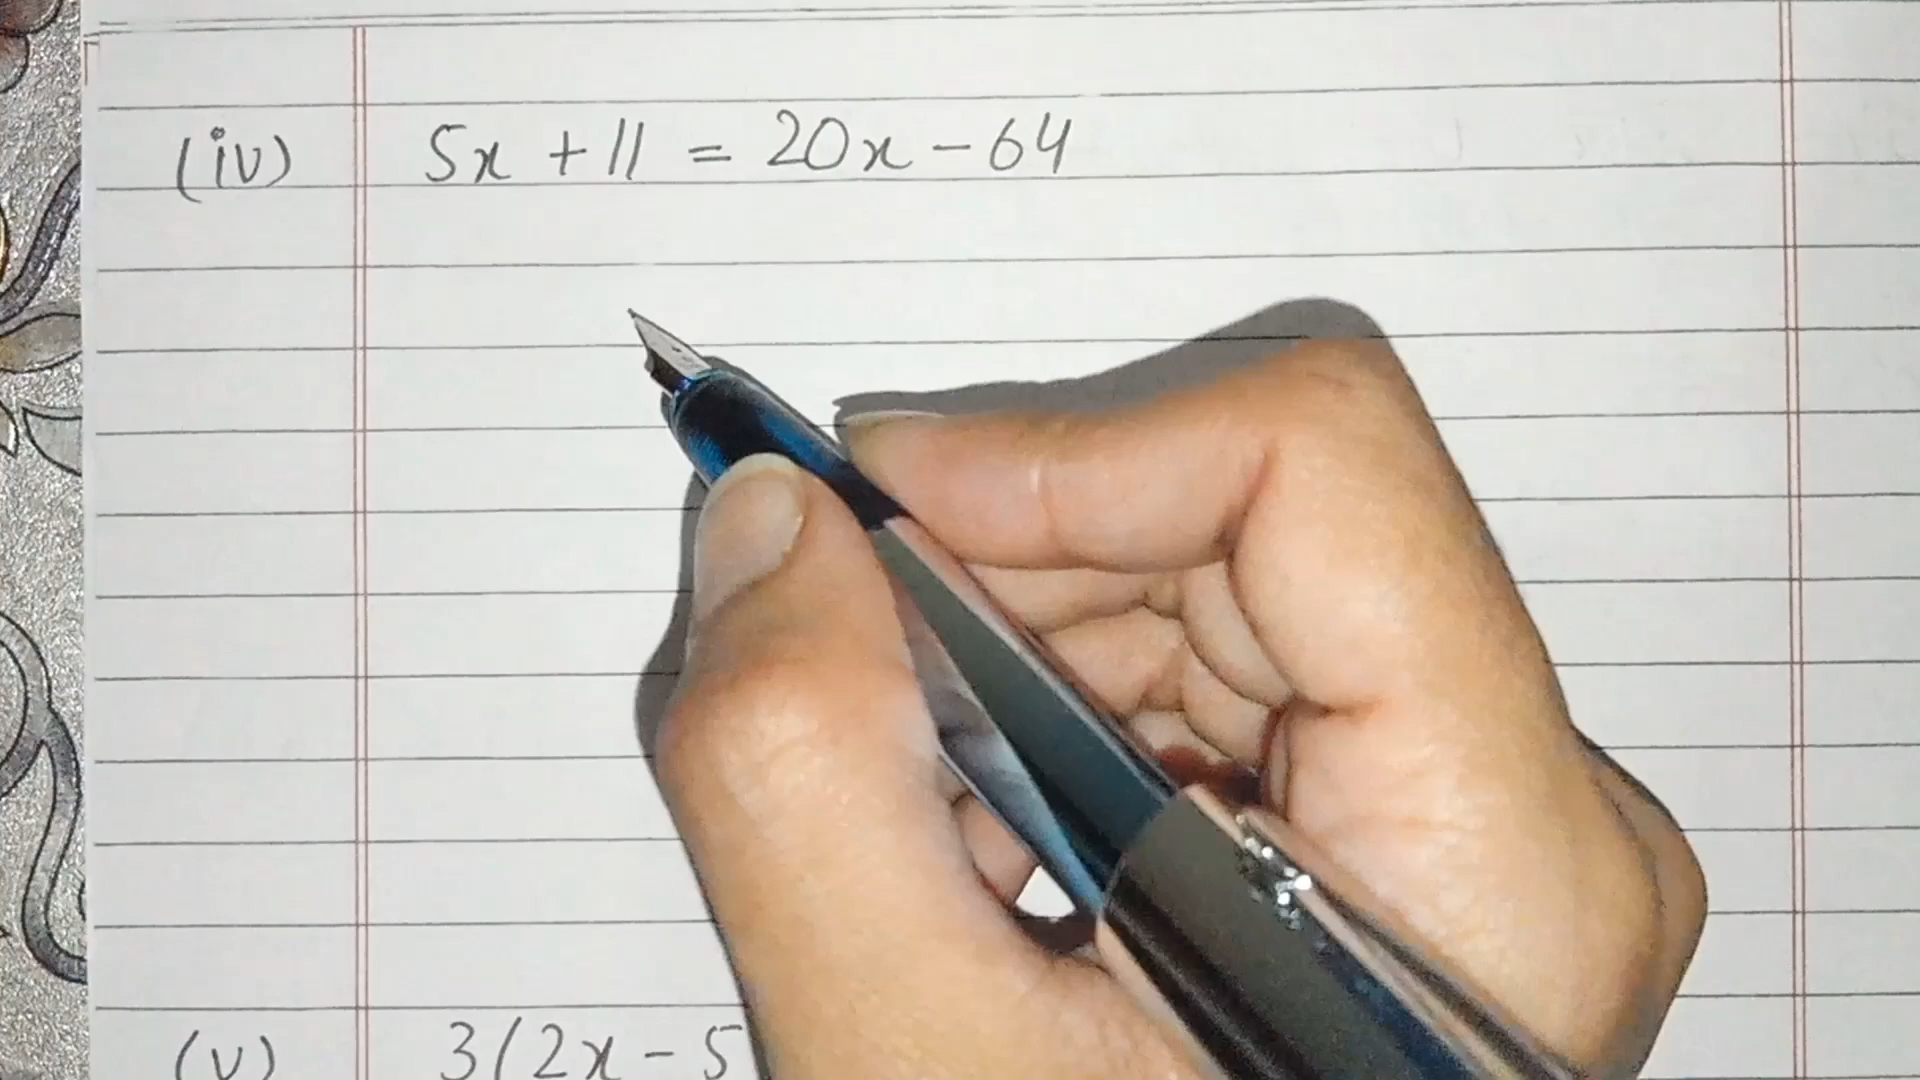 (iv) 5x + 11 = 20x - 64
(v) 3(2x - 5